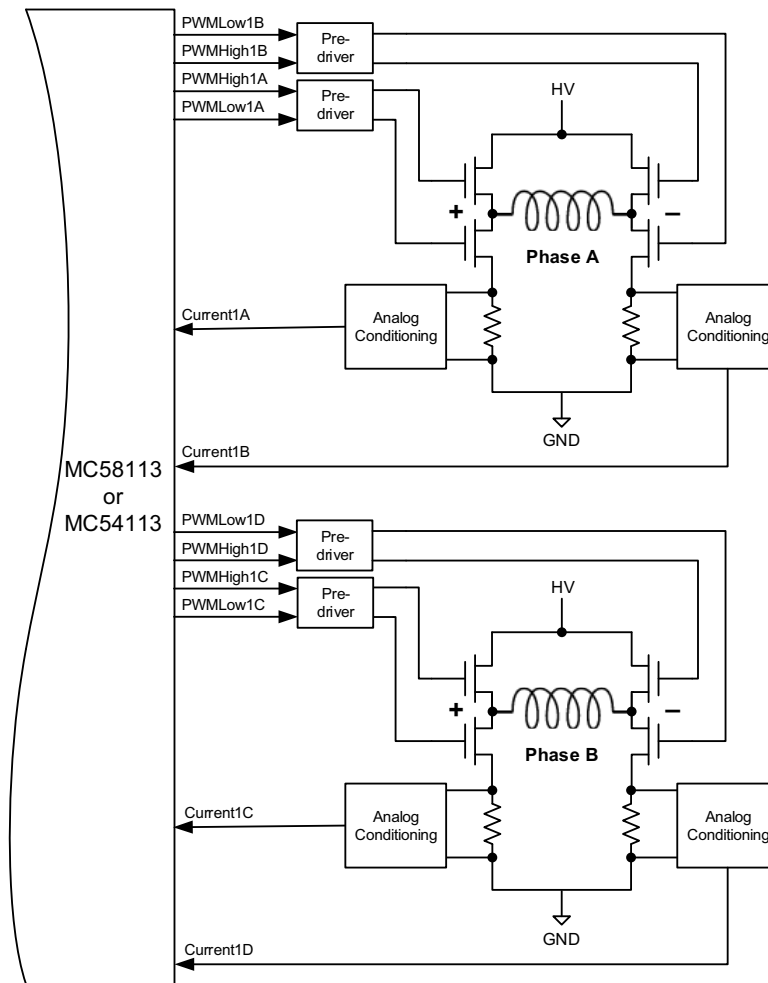 PWMLow1B
PWMHigh1B
PWMHigh1A
PWMLow1A
Pre-
driver
Pre-
driver
HV
+
–
Phase A
Current1A
Analog
Conditioning
Analog
Conditioning
GND
Current1B
MC58113
or
MC54113
PWMLow1D
PWMHigh1D
PWMHigh1C
PWMLow1C
Pre-
driver
Pre-
driver
HV
+
–
Phase B
Current1C
Analog
Conditioning
Analog
Conditioning
GND
Current1D